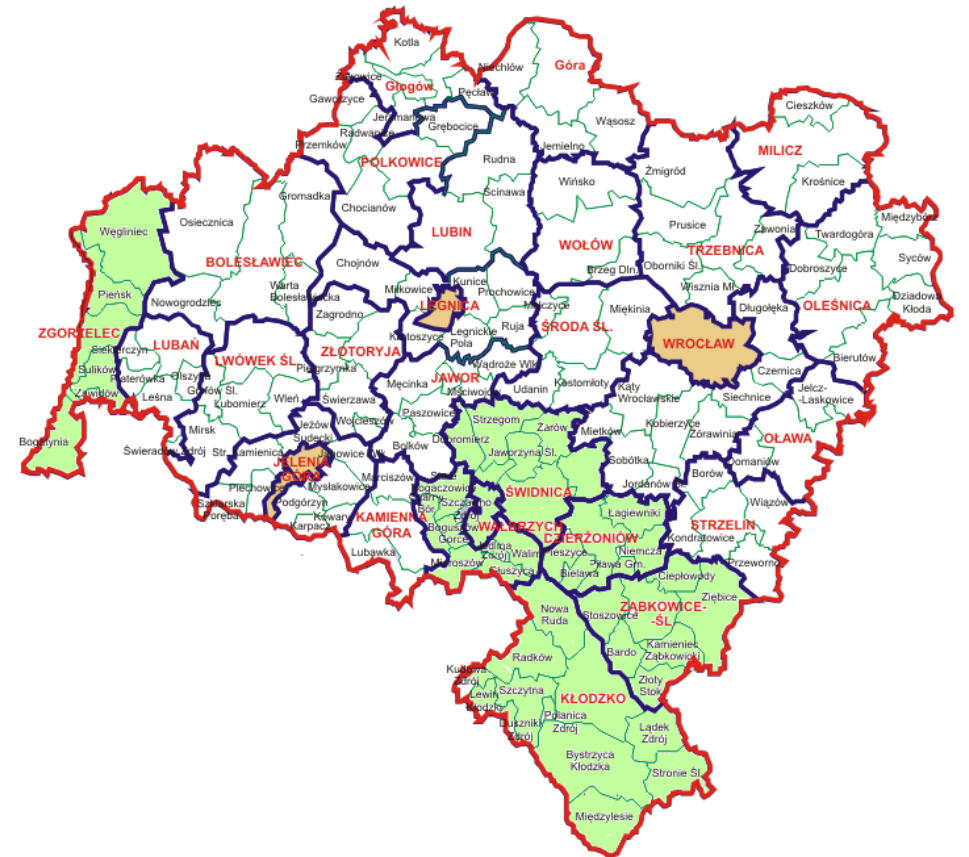 Kotla
Żukowice
Głogów
Niechlów
Góra
Pęcław
Gaworzyce
Jerzmanowa
Grębocice
Radwanice
Przemków
POLKOWICE
Rudna
Jemielno
Wąsosz
Cieszków
MILICZ
Krośnice
Gromadka
Chocianów
Ścinawa
LUBIN
Wińsko
WOŁÓW
Brzeg Dln.
Żmigród
Prusice
Zawonia
TRZEBNICA
Oborniki Śl.
Wisznia Mł.
Międzybórz
Twardogóra
Syców
Dobroszyce
OLEŚNICA
Dziadowa
Kłoda
Bierutów
Długołęka
Węgliniec
Osiecznica
BOLESŁAWIEC
Pieńsk
Nowogrodziec
Warta
Bolesławiecka
Chojnów
Miłkowice
Kunice
LEGNICA
Prochowice
Krotoszyce
Legnickie
Pola
Ruja
Malczyce
ŚRODA ŚL.
Miękinia
WROCŁAW
Czernica
ZGORZELEC
Siekierczyn
Sulików
Zawidów
Bogatynia
LUBAŃ
Platerówka
Olszyna
Leśna
LWÓWEK ŚL.
Gryfów Śl.
Lubomierz
Wleń
Mirsk
Świeradów Zdrój
Zagrodno
ZŁOTORYJA
Pielgrzymka
Świerzawa
Wojcieszów
JAWOR
Wądroże Wlk.
Męcinka
Mściwojów
Paszowice
Bolków
Udanin
Kostomłoty
Kąty
Wrocławskie
Siechnice
Jelcz-
-Laskowice
Kobierzyce
Żórawina
OŁAWA
Domaniów
Mietków
Sobótka
Jordanów Śl.
Borów
Wiązów
STRZELIN
Kondratowice
Przeworno
Jeżów
Sudecki
Str. Kamienica
Janowice Wlk.
JELENIA
GÓRA
Piechowice
Mysłakowice
Szklarska
Poręba
Podgórzyn
Kowary
Karpacz
Marciszów
KAMIENNA
GÓRA
Lubawka
Strzegom
Żarów
Dobromierz
Jaworzyna Śl.
ŚWIDNICA
Stare
Bogaczowice
Czarny
Bór
Szczawno
Zdrój
Boguszów
Gorce
WAŁBRZYCH
Mieroszów
Jedlina
Zdrój
Walim
Głuszyca
Łagiewniki
DZIERŻONIÓW
Pieszyce
Niemcza
Piława Grn.
Bielawa
Ciepłowody
Ziębice
ZĄBKOWICE-
-ŚL
Stoszowice
Bardo
Kamieniec
Ząbkowicki
Złoty
Stok
Nowa
Ruda
Radków
Kudowa
Zdrój
Lewin
Kłodzki
Szczytna
Duszniki
Zdrój
KŁODZKO
Polanica
Zdrój
Lądek
Zdrój
Bystrzyca
Kłodzka
Stronie Śl.
Międzylesie